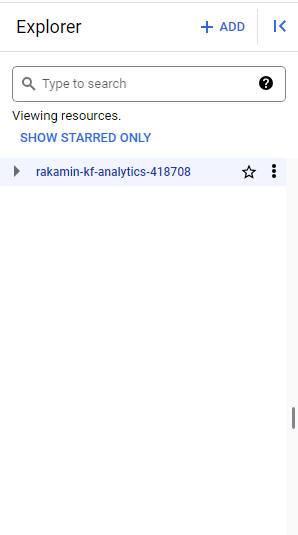 Explorer
+ ADD
Type to search
Viewing resources.
SHOW STARRED ONLY
rakamin-kf-analytics-418708